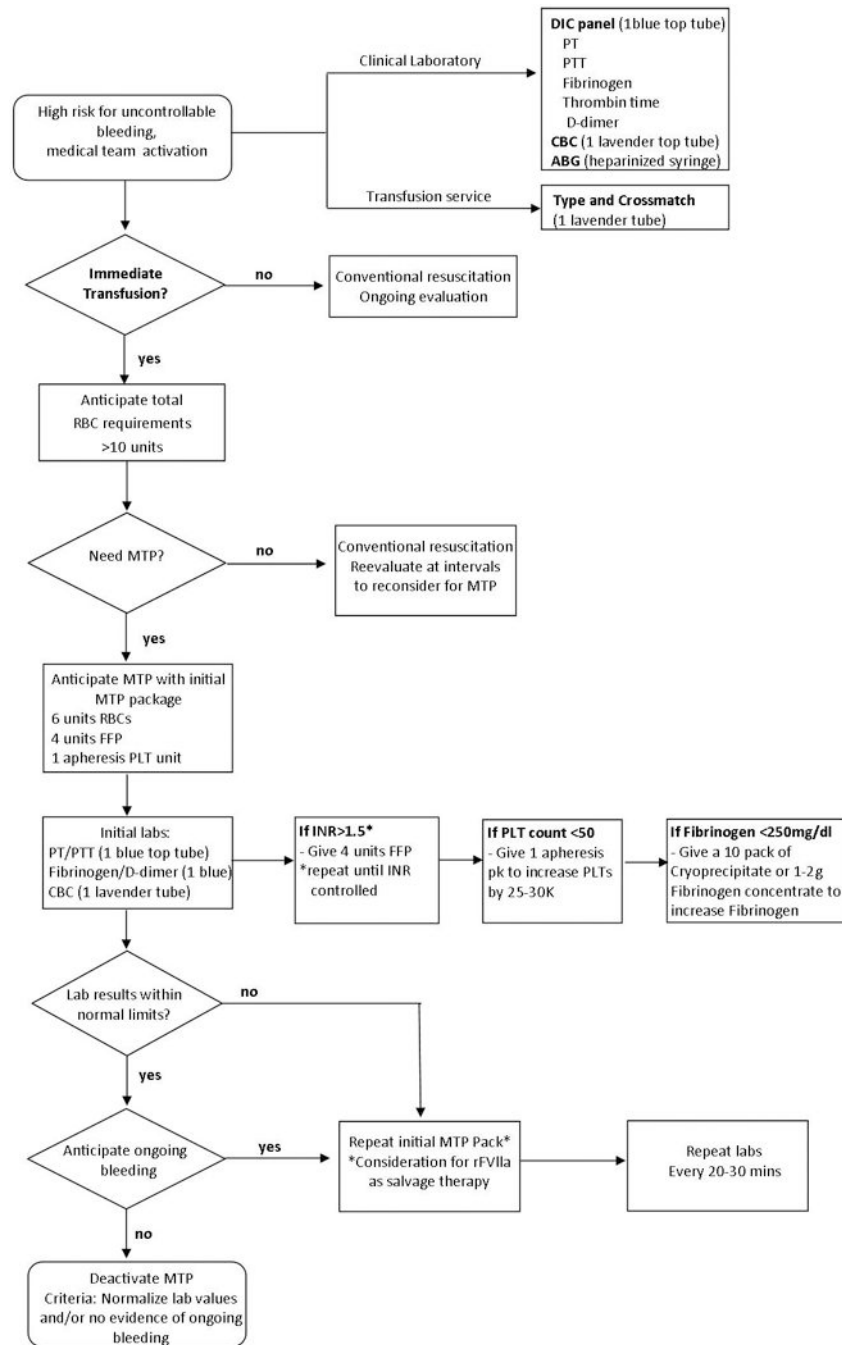 DIC panel (1blue top tube)
PT
PTT
Fibrinogen
Thrombin time
D-dimer
CBC (1 lavender top tube)
ABG (heparinized syringe)
Clinical Laboratory
High risk for uncontrollable
bleeding,
medical team activation
Transfusion service
Type and Crossmatch
(1 lavender tube)
Immediate
Transfusion?
no
Conventional resuscitation
Ongoing evaluation
yes
Anticipate total
RBC requirements
>10 units
Need MTP?
no
Conventional resuscitation
Reevaluate at intervals
to reconsider for MTP
yes
Anticipate MTP with initial
MTP package
6 units RBCs
4 units FFP
1 apheresis PLT unit
Initial labs:
PT/PTT (1 blue top tube)
Fibrinogen/D-dimer (1 blue)
CBC (1 lavender tube)
If INR>1.5*
- Give 4 units FFP
*repeat until INR
controlled
If PLT count <50
- Give 1 apheresis
pk to increase PLTs
by 25-30K
If Fibrinogen <250mg/dl
- Give a 10 pack of
Cryoprecipitate or 1-2g
Fibrinogen concentrate to
increase Fibrinogen
Lab results within
normal limits?
no
yes
Anticipate ongoing
bleeding
yes
Repeat initial MTP Pack*
*Consideration for rFVIIa
as salvage therapy
Repeat labs
Every 20-30 mins
no
Deactivate MTP
Criteria: Normalize lab values
and/or no evidence of ongoing
bleeding